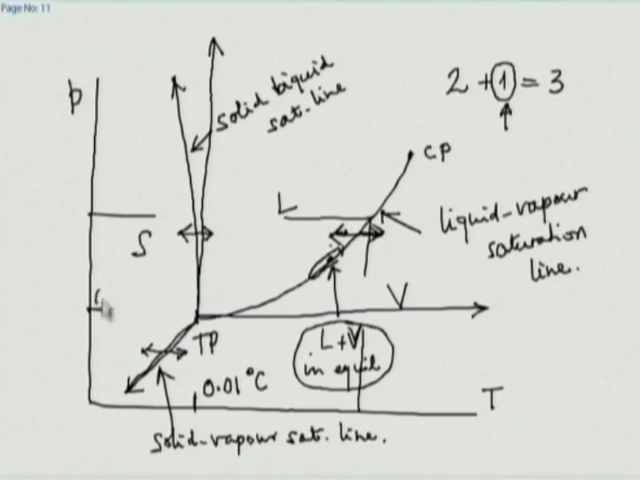 Page No: 11
p
solid liquid
sat. line
2 + 1 = 3
CP
L
liquid-vapour
saturation
line.
S
V
TP
L+V
in equil
0.01°C
T
solid-vapour sat. line.